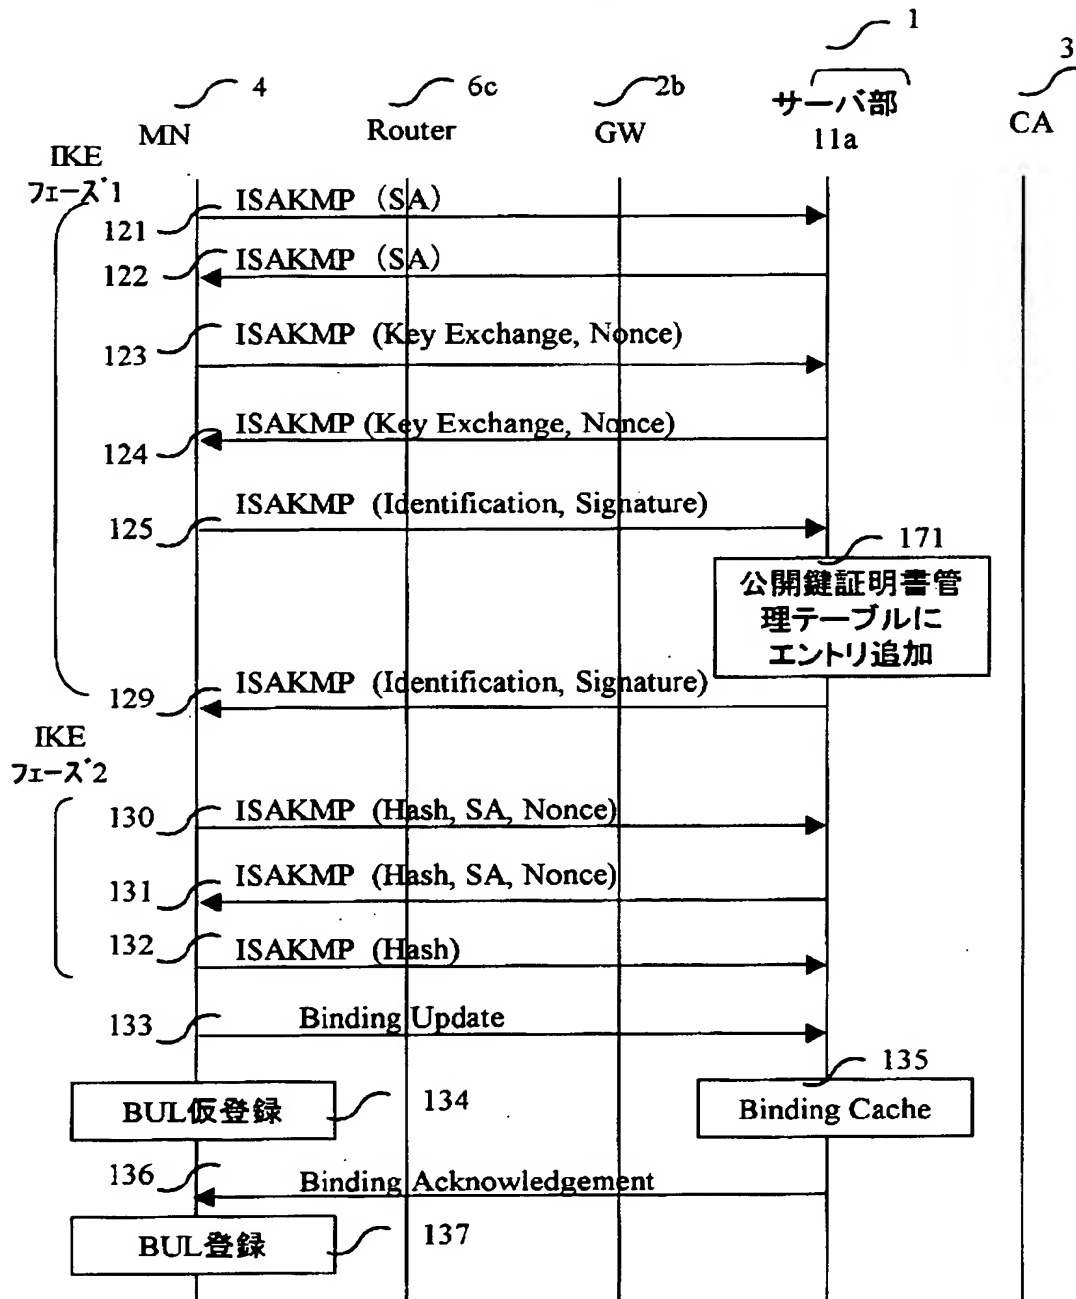 1
3
4
6c
2b
サーバ部
11a
MN
Router
GW
CA
IKE
フェーズ1
ISAKMP （SA）
121
ISAKMP （SA）
122
ISAKMP (Key Exchange, Nonce)
123
ISAKMP (Key Exchange, Nonce)
124
ISAKMP (Identification, Signature)
125
171
公開鍵証明書管
理テーブルに
エントリ追加
ISAKMP (Identification, Signature)
129
IKE
フェーズ2
ISAKMP (Hash, SA, Nonce)
130
ISAKMP (Hash, SA, Nonce)
131
ISAKMP (Hash)
132
Binding Update
133
135
BUL仮登録
134
Binding Cache
136
Binding Acknowledgement
BUL登録
137